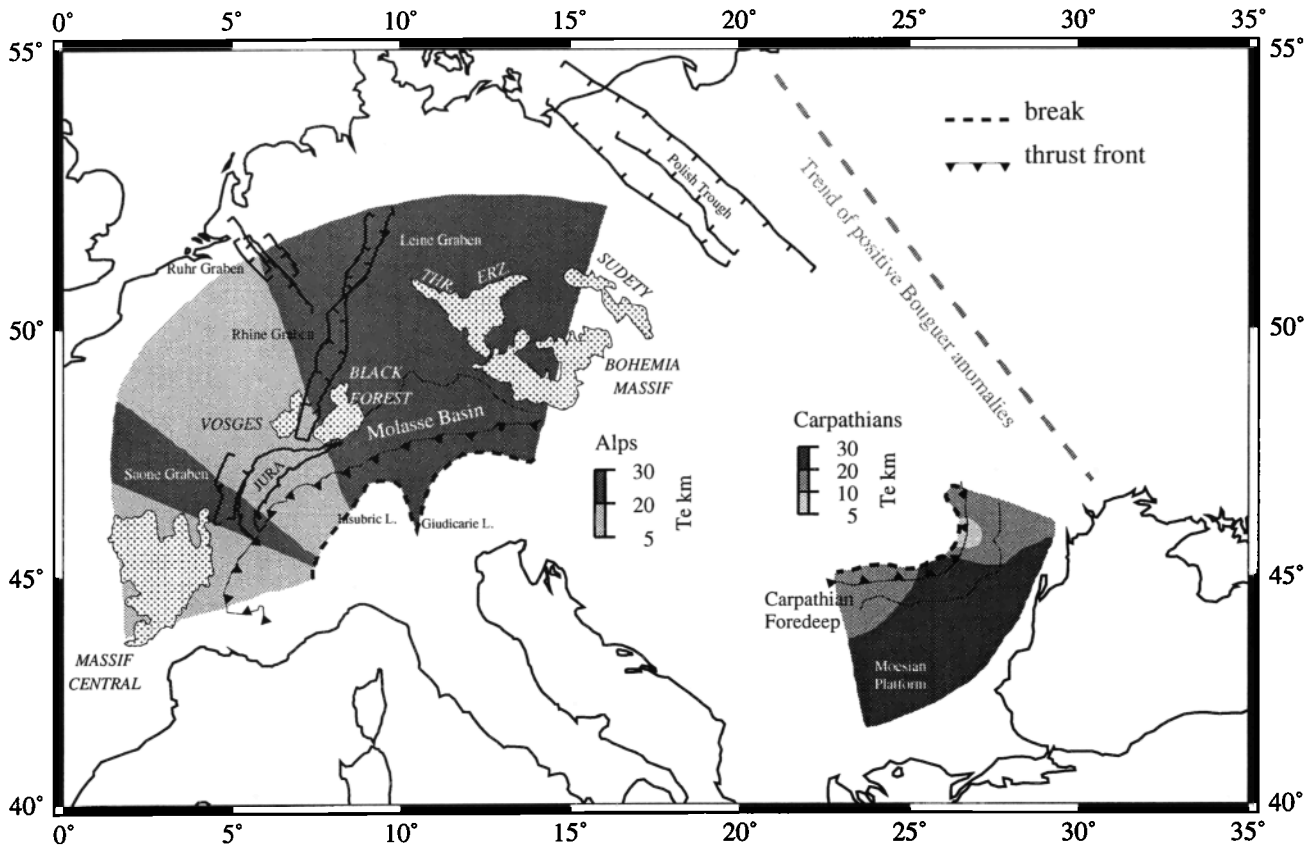 0° 5° 10° 15° 20° 25° 30° 35°
55° 55°
break
thrust front
Polish Trough
Trend of positive Bouguer anomalies
Leine Graben
Ruhr Graben
THR. ERZ
SUDETY
50° 50°
Rhine Graben
BLACK
FOREST
BOHEMIA
MASSIF
VOSGES
Molasse Basin
Carpathians
30
20
10
5
Te km
Alps
30
20
5
Te km
Saone Graben
JURA
Insubric L.
Giudicarie L.
45° 45°
Carpathian
Foredeep
MASSIF
CENTRAL
Moesian
Platform
40° 40°
0° 5° 10° 15° 20° 25° 30° 35°